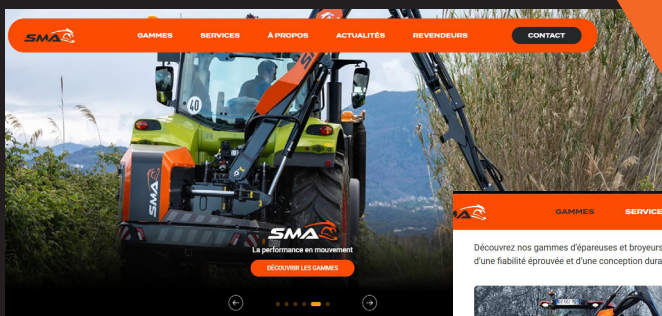 SMA
GAMMES SERVICES À PROPOS ACTUALITÉS REVENDEURS CONTACT
40
SMA
SMA
SMA
La performance en mouvement
DÉCOUVRIR LES GAMMES
GAMMES SERVICE
Découvrez nos gammes d'épareuses et broyeurs
d'une fiabilité éprouvée et d'une conception dura